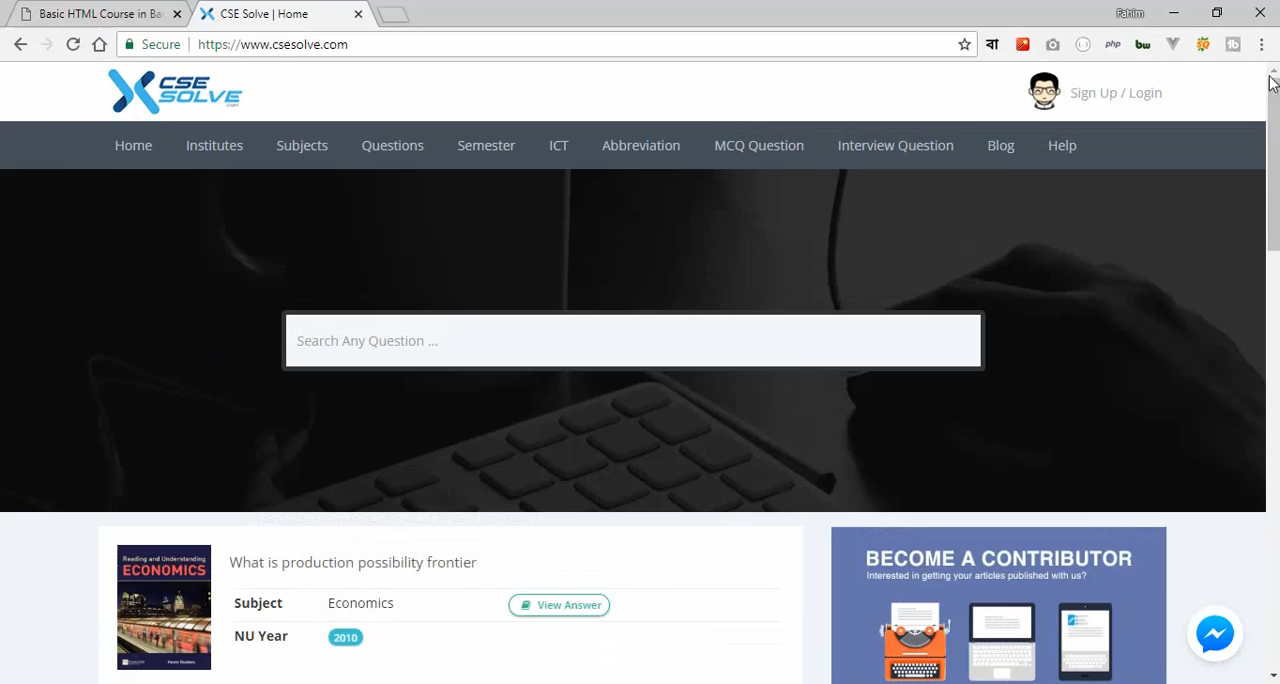 Basic HTML Course in Ba
CSE Solve | Home
Fahim
Secure
https://www.csesolve.com
বা
php
bw
CSE
SOLVE
.COM
Sign Up / Login
Home
Institutes
Subjects
Questions
Semester
ICT
Abbreviation
MCQ Question
Interview Question
Blog
Help
Search Any Question ...
Reading and Understanding
ECONOMICS
What is production possibility frontier
Subject
Economics
View Answer
NU Year
2010
BECOME A CONTRIBUTOR
Interested in getting your articles published with us?